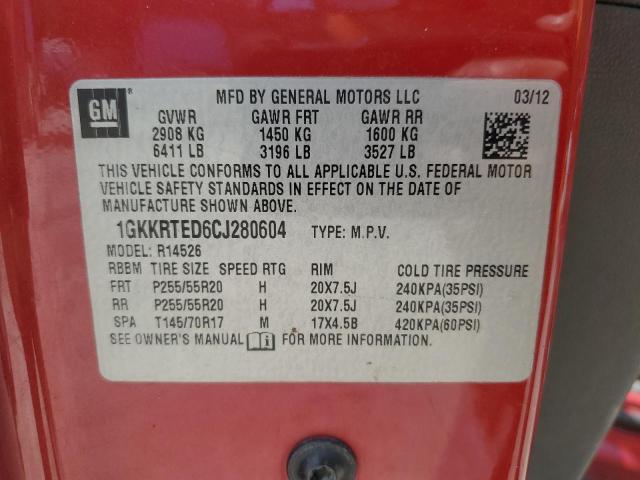 GM ® MFD BY GENERAL MOTORS LLC 03/12
GVWR GAWR FRT GAWR RR
2908 KG 1450 KG 1600 KG
6411 LB 3196 LB 3527 LB
THIS VEHICLE CONFORMS TO ALL APPLICABLE U.S. FEDERAL MOTOR
VEHICLE SAFETY STANDARDS IN EFFECT ON THE DATE OF
MANUFACTURE SHOWN ABOVE.
1GKKRTED6CJ280604 TYPE: M.P.V.
MODEL: R14526
RBBM TIRE SIZE SPEED RTG RIM COLD TIRE PRESSURE
FRT P255/55R20 H 20X7.5J 240KPA(35PSI)
RR P255/55R20 H 20X7.5J 240KPA(35PSI)
SPA T145/70R17 M 17X4.5B 420KPA(60PSI)
SEE OWNER'S MANUAL FOR MORE INFORMATION.